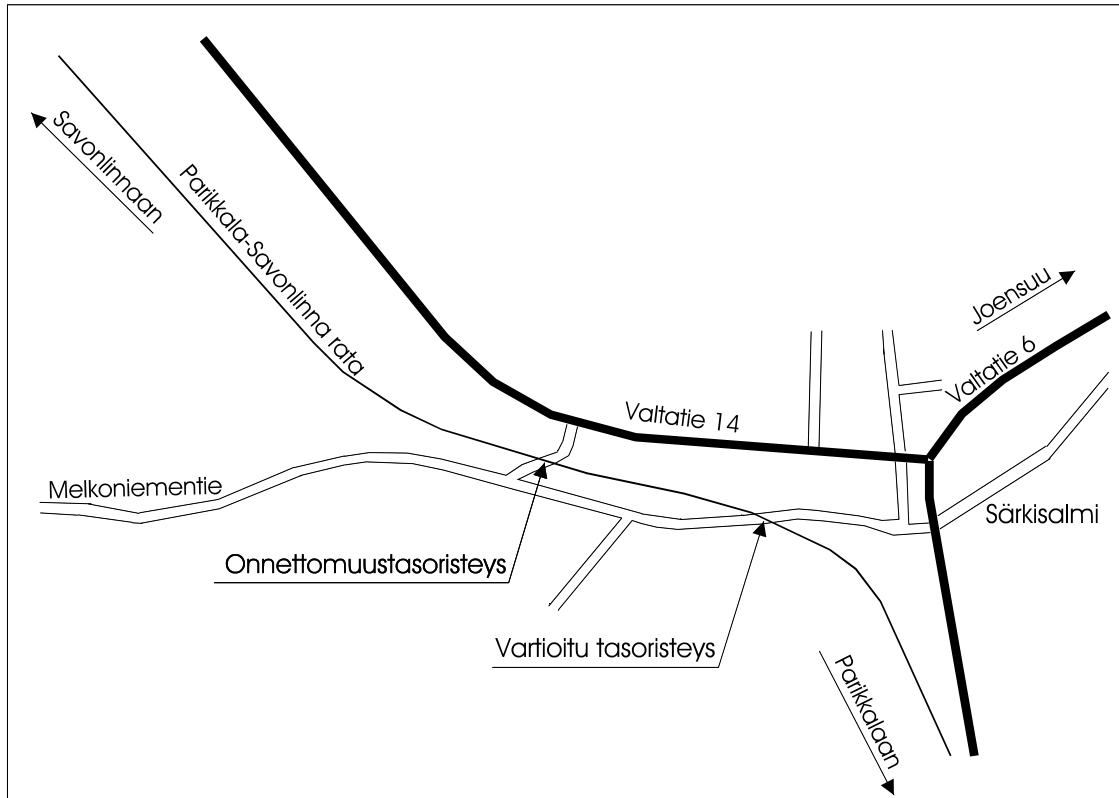 Savonlinnaan
Parikkala-Savonlinna rata
Joensuu
Valtatie 6
Valtatie 14
Melkoniementie
Särkisalmi
Onnettomuustasoristeys
Vartioitu tasoristeys
Parikkalaan